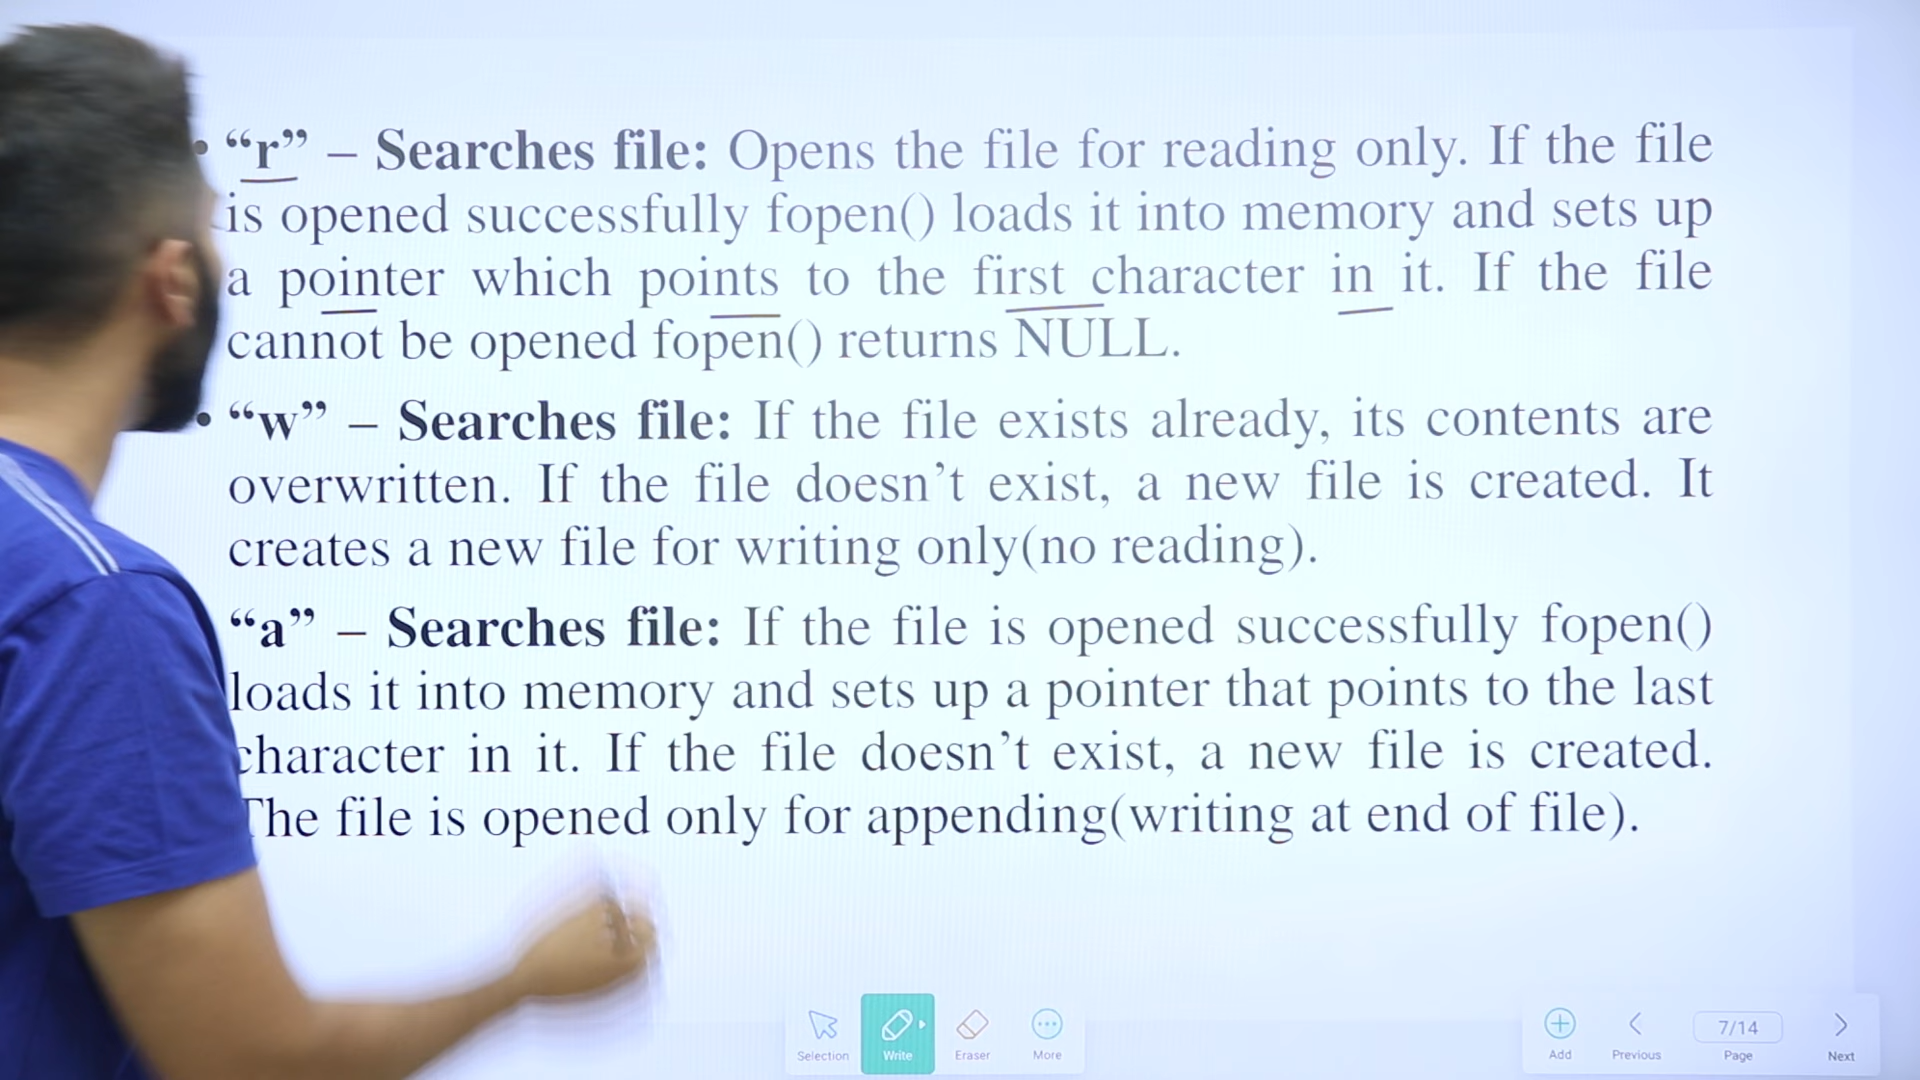 • “r” – Searches file: Opens the file for reading only. If the file
is opened successfully fopen() loads it into memory and sets up
a pointer which points to the first character in it. If the file
cannot be opened fopen() returns NULL.
• “w” – Searches file: If the file exists already, its contents are
overwritten. If the file doesn’t exist, a new file is created. It
creates a new file for writing only(no reading).
“a” – Searches file: If the file is opened successfully fopen()
loads it into memory and sets up a pointer that points to the last
character in it. If the file doesn’t exist, a new file is created.
The file is opened only for appending(writing at end of file).
Selection Write Eraser More
Add Previous 7/14 Page Next